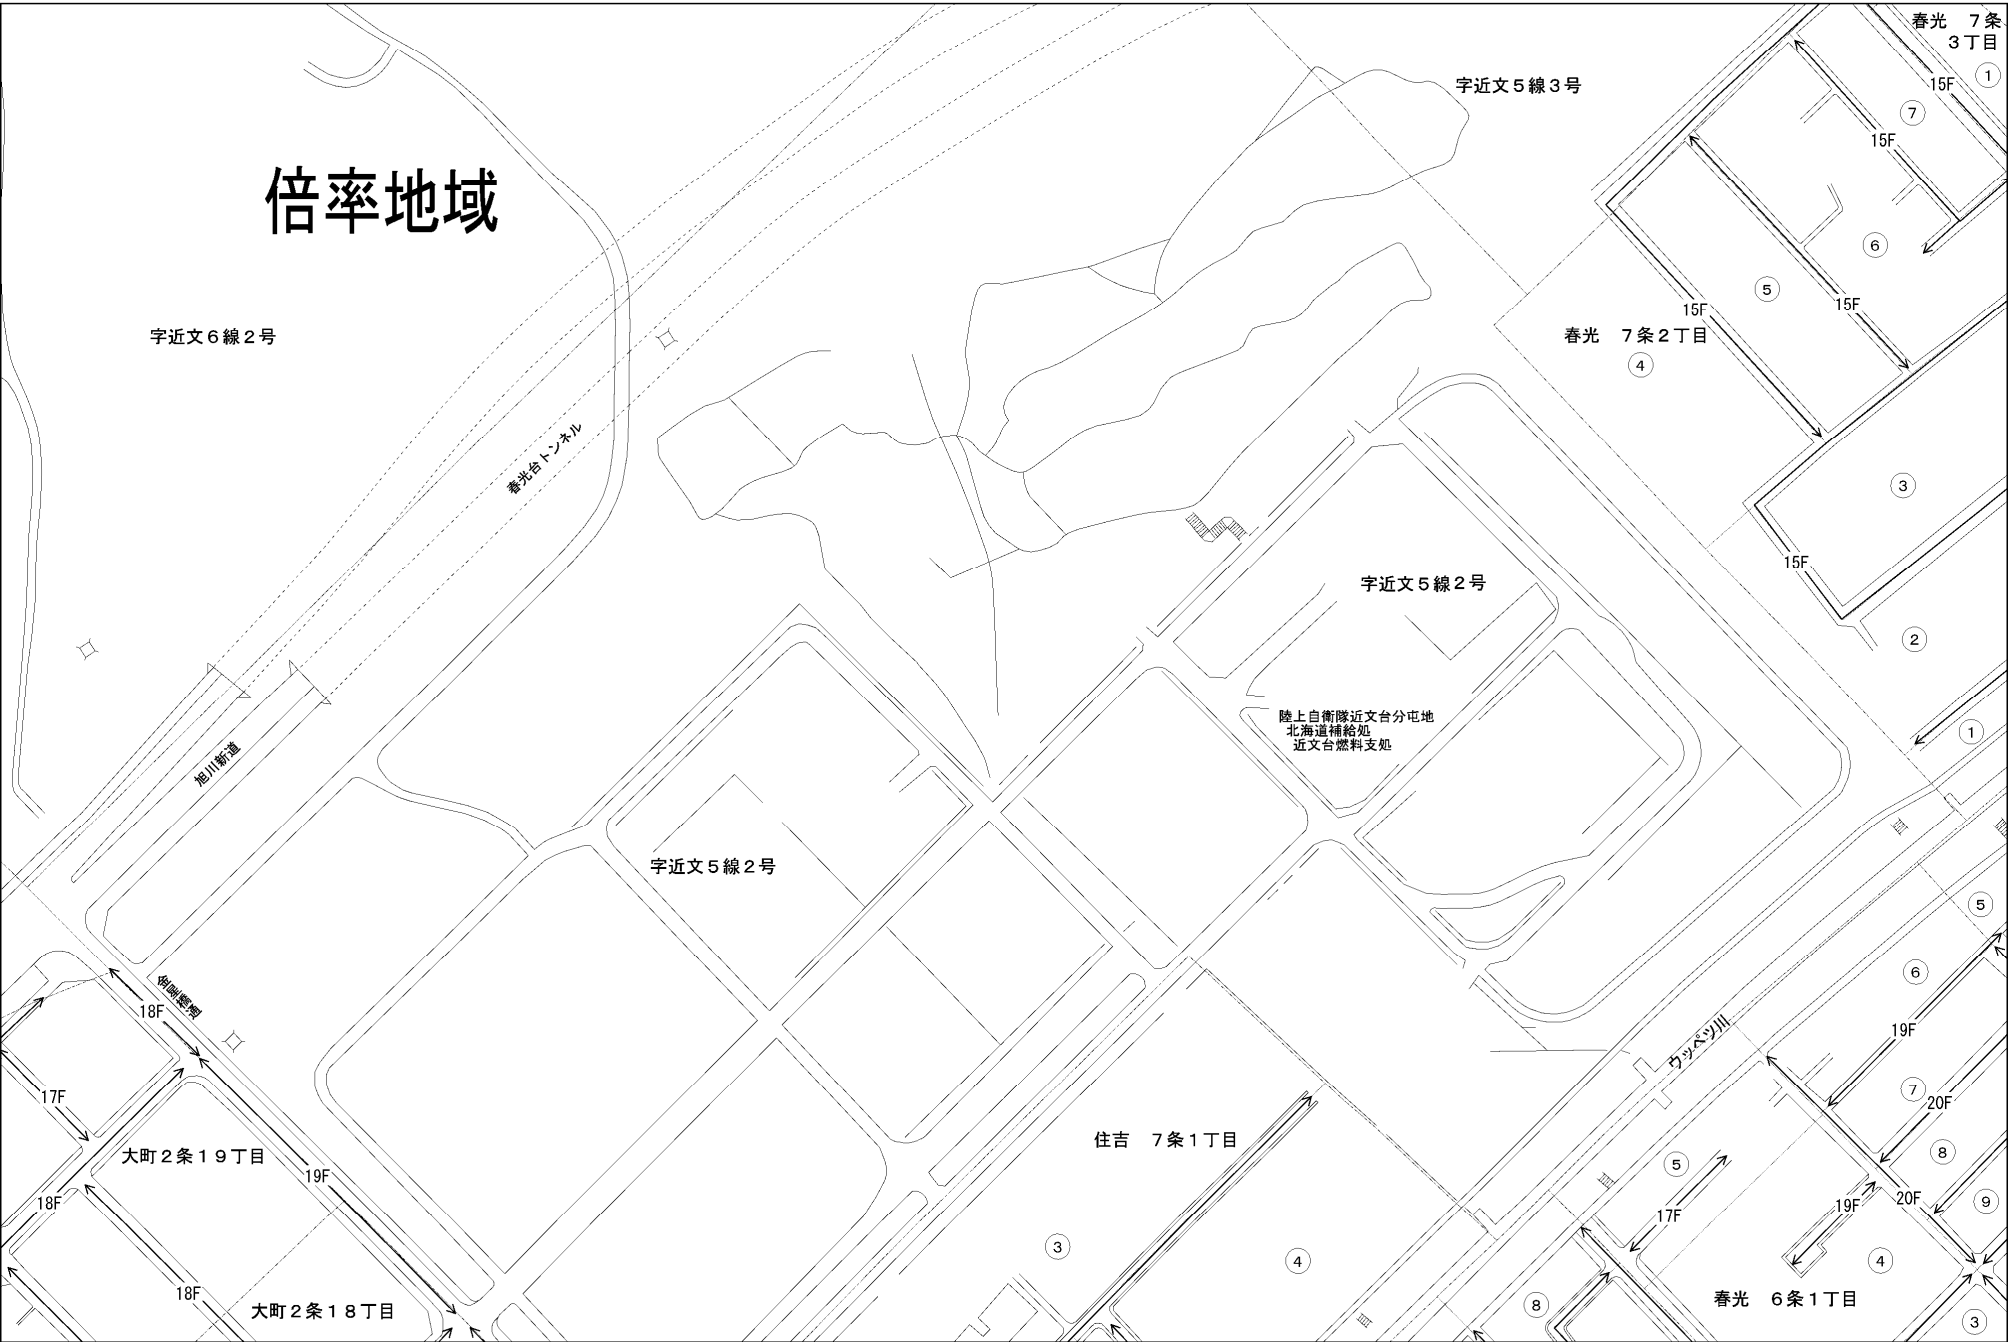 春光　７条
３丁目
①
15F
⑦
15F
字近文５線３号
倍率地域
⑥
⑤
15F
15F
春光　７条２丁目
④
字近文６線２号
春光台トンネル
③
15F
字近文５線２号
②
陸上自衛隊近文台分屯地
北海道補給処
近文台燃料支処
①
旭川新道
字近文５線２号
⑤
⑥
金星橋通
18F
19F
ウッペツ川
17F
⑦
20F
大町２条１９丁目
住吉　７条１丁目
⑧
⑤
19F
18F
17F
19F
20F
⑨
③
④
④
18F
大町２条１８丁目
⑧
春光　６条１丁目
③